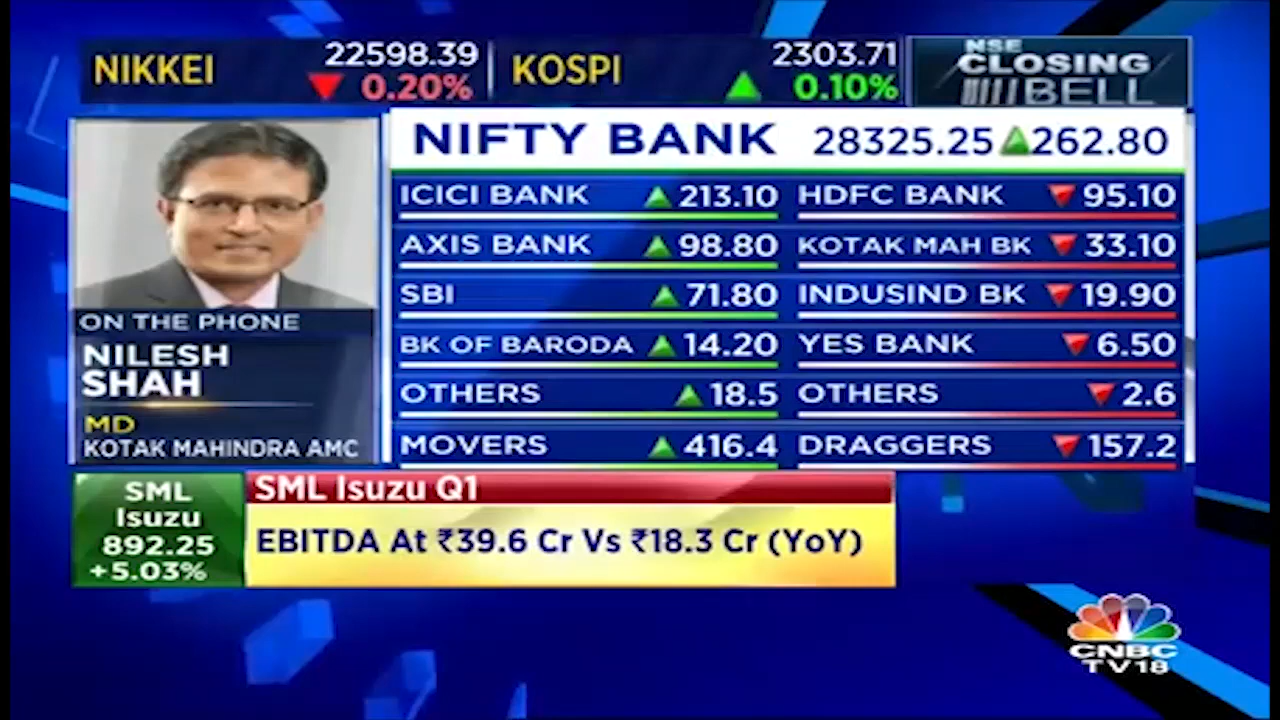 NIKKEI
22598.39
▼ 0.20%
KOSPI
2303.71
▲ 0.10%
NSE
CLOSING
BELL
NIFTY BANK 28325.25 ▲262.80
ICICI BANK ▲ 213.10
HDFC BANK ▼ 95.10
AXIS BANK ▲ 98.80
KOTAK MAH BK ▼ 33.10
SBI ▲ 71.80
INDUSIND BK ▼ 19.90
BK OF BARODA ▲ 14.20
YES BANK ▼ 6.50
OTHERS ▲ 18.5
OTHERS ▼ 2.6
MOVERS ▲ 416.4
DRAGGERS ▼ 157.2
ON THE PHONE
NILESH
SHAH
MD
KOTAK MAHINDRA AMC
SML
Isuzu
892.25
+5.03%
SML Isuzu Q1
EBITDA At ₹39.6 Cr Vs ₹18.3 Cr (YoY)
CNBC
TV18